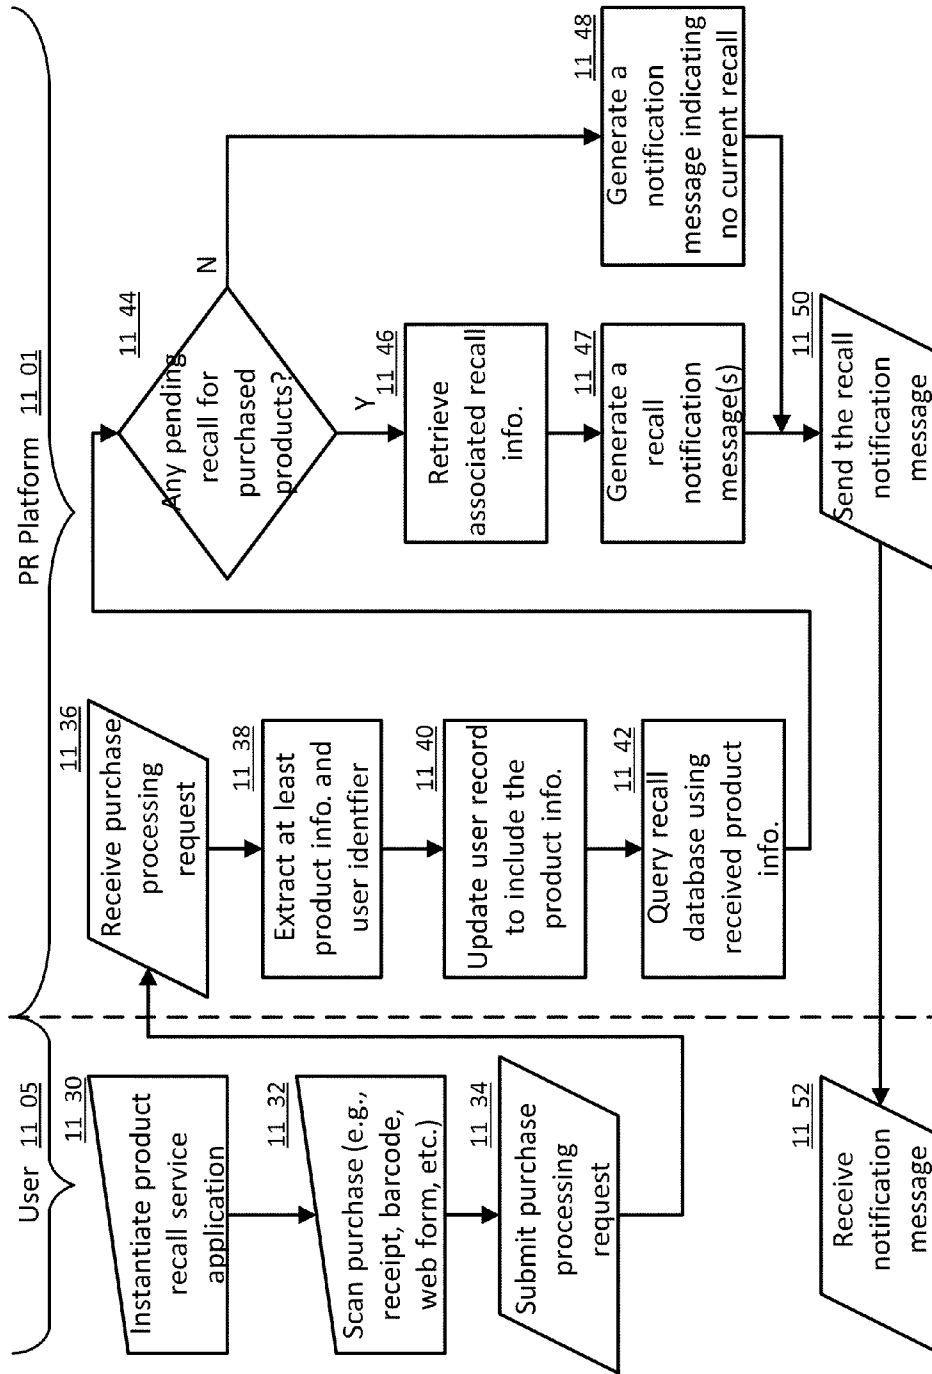 User 11 05
PR Platform 11 01
11 30
Instantiate product
recall service
application
11 32
Scan purchase (e.g.,
receipt, barcode,
web form, etc.)
11 34
Submit purchase
processing
request
11 36
Receive purchase
processing
request
11 38
Extract at least
product info. and
user identfier
11 40
Update user record
to include the
product info.
11 42
Query recall
database using
received product
info.
11 44
Any pending
recall for
purchased
products?
N
Y
11 46
Retrieve
associated recall
info.
11 47
Generate a
recall
notification
message(s)
11 48
Generate a
notification
message indicating
no current recall
11 50
Send the recall
notification
message
11 52
Receive
notification
message